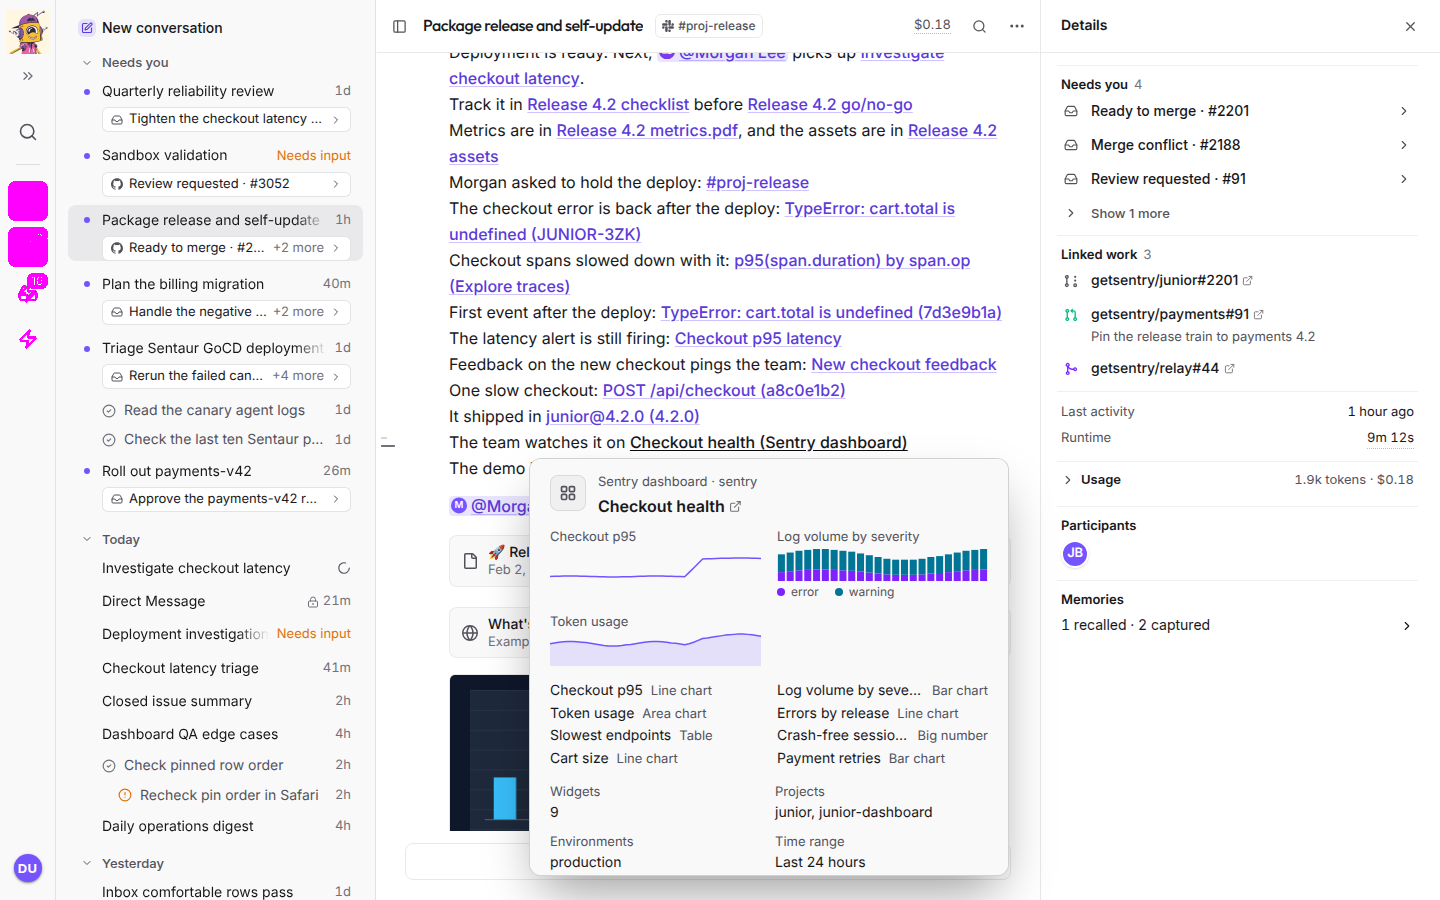 New conversation
Needs you
Quarterly reliability review 1d
Tighten the checkout latency ...
Sandbox validation Needs input
Review requested · #3052
Package release and self-update 1h
Ready to merge · #2... +2 more
Plan the billing migration 40m
Handle the negative ... +2 more
Triage Sentaur GoCD deployment 1d
Rerun the failed can... +4 more
Read the canary agent logs 1d
Check the last ten Sentaur p... 1d
Roll out payments-v42 26m
Approve the payments-v42 r...
Today
Investigate checkout latency
Direct Message 21m
Deployment investigation Needs input
Checkout latency triage 41m
Closed issue summary 2h
Dashboard QA edge cases 4h
Check pinned row order 2h
Recheck pin order in Safari 2h
Daily operations digest 4h
Yesterday
Inbox comfortable rows pass 1d
DU
Package release and self-update #proj-release $0.18
Deployment is ready. Next, @Morgan Lee picks up investigate
checkout latency.
Track it in Release 4.2 checklist before Release 4.2 go/no-go
Metrics are in Release 4.2 metrics.pdf, and the assets are in Release 4.2
assets
Morgan asked to hold the deploy: #proj-release
The checkout error is back after the deploy: TypeError: cart.total is
undefined (JUNIOR-3ZK)
Checkout spans slowed down with it: p95(span.duration) by span.op
(Explore traces)
First event after the deploy: TypeError: cart.total is undefined (7d3e9b1a)
The latency alert is still firing: Checkout p95 latency
Feedback on the new checkout pings the team: New checkout feedback
One slow checkout: POST /api/checkout (a8c0e1b2)
It shipped in junior@4.2.0 (4.2.0)
The team watches it on Checkout health (Sentry dashboard)
The demo
M @Morga
🚀 Rel
Feb 2,
What's
Examp
Sentry dashboard · sentry
Checkout health
Checkout p95
Log volume by severity
error warning
Token usage
Checkout p95 Line chart
Log volume by seve... Bar chart
Token usage Area chart
Errors by release Line chart
Slowest endpoints Table
Crash-free sessio... Big number
Cart size Line chart
Payment retries Bar chart
Widgets
9
Projects
junior, junior-dashboard
Environments
production
Time range
Last 24 hours
Details
Needs you 4
Ready to merge · #2201
Merge conflict · #2188
Review requested · #91
Show 1 more
Linked work 3
getsentry/junior#2201
getsentry/payments#91
Pin the release train to payments 4.2
getsentry/relay#44
Last activity 1 hour ago
Runtime 9m 12s
Usage 1.9k tokens · $0.18
Participants
JB
Memories
1 recalled · 2 captured